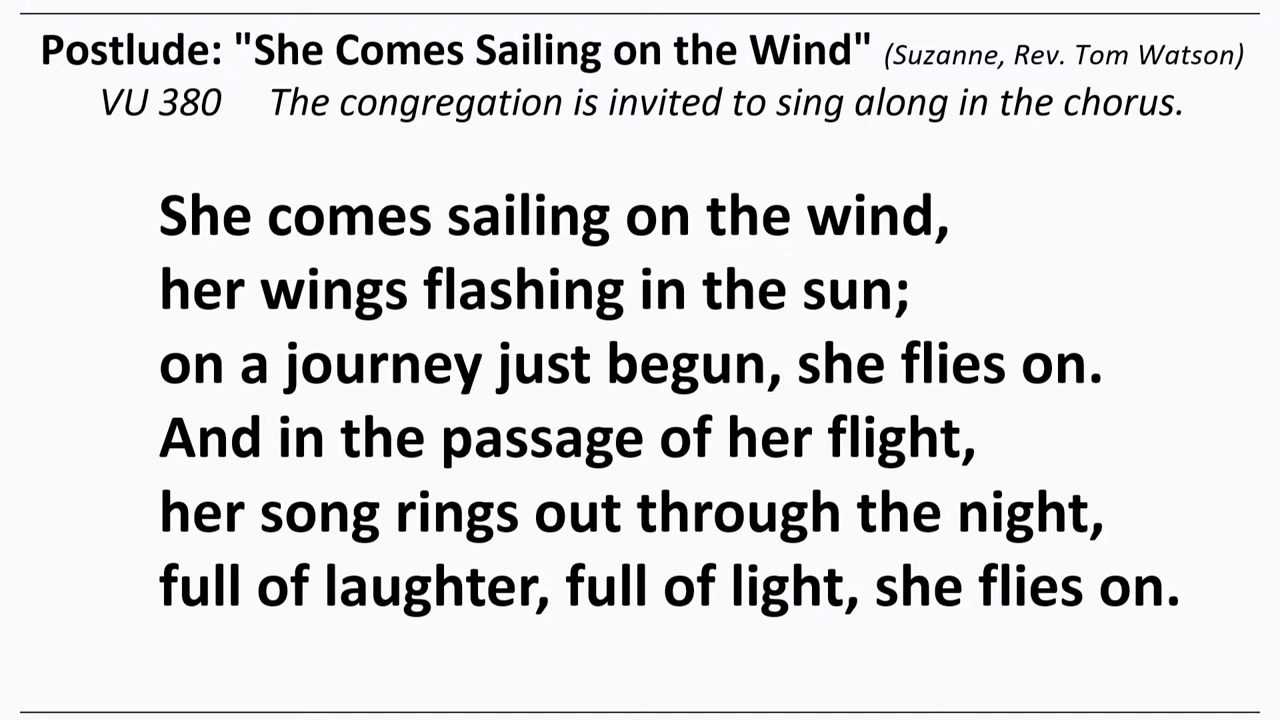 Postlude: "She Comes Sailing on the Wind" (Suzanne, Rev. Tom Watson)
VU 380 The congregation is invited to sing along in the chorus.
She comes sailing on the wind,
her wings flashing in the sun;
on a journey just begun, she flies on.
And in the passage of her flight,
her song rings out through the night,
full of laughter, full of light, she flies on.